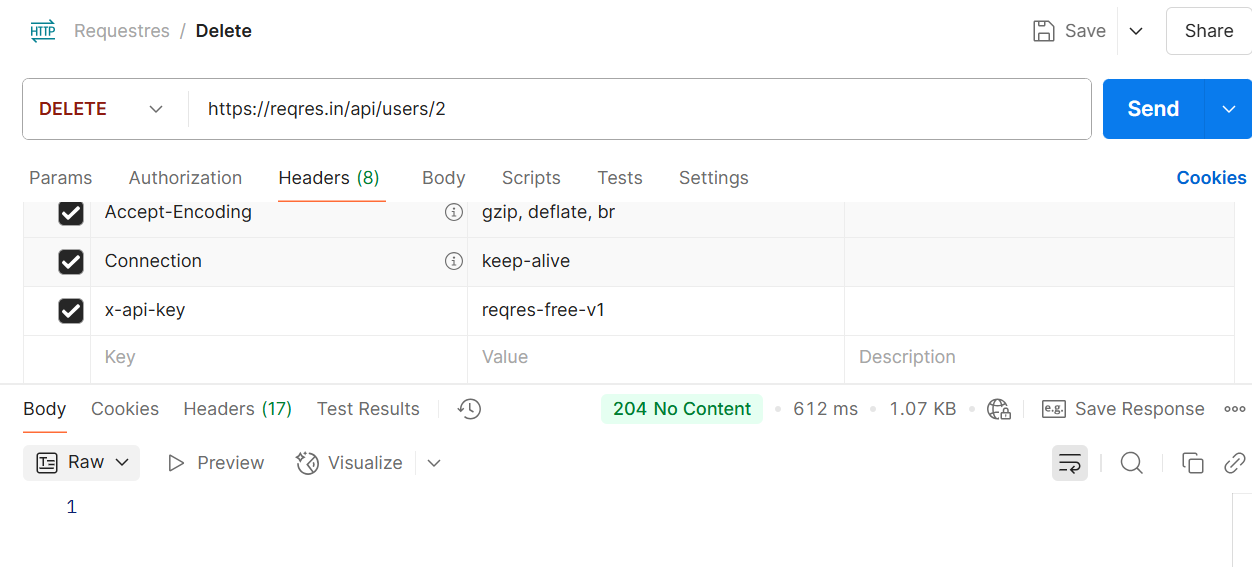 HTTP Requestres / Delete Save Share
DELETE https://reqres.in/api/users/2 Send
Params Authorization Headers (8) Body Scripts Tests Settings Cookies
Accept-Encoding gzip, deflate, br
Connection keep-alive
x-api-key reqres-free-v1
Key Value Description
Body Cookies Headers (17) Test Results 204 No Content 612 ms 1.07 KB e.g. Save Response
Raw Preview Visualize
1